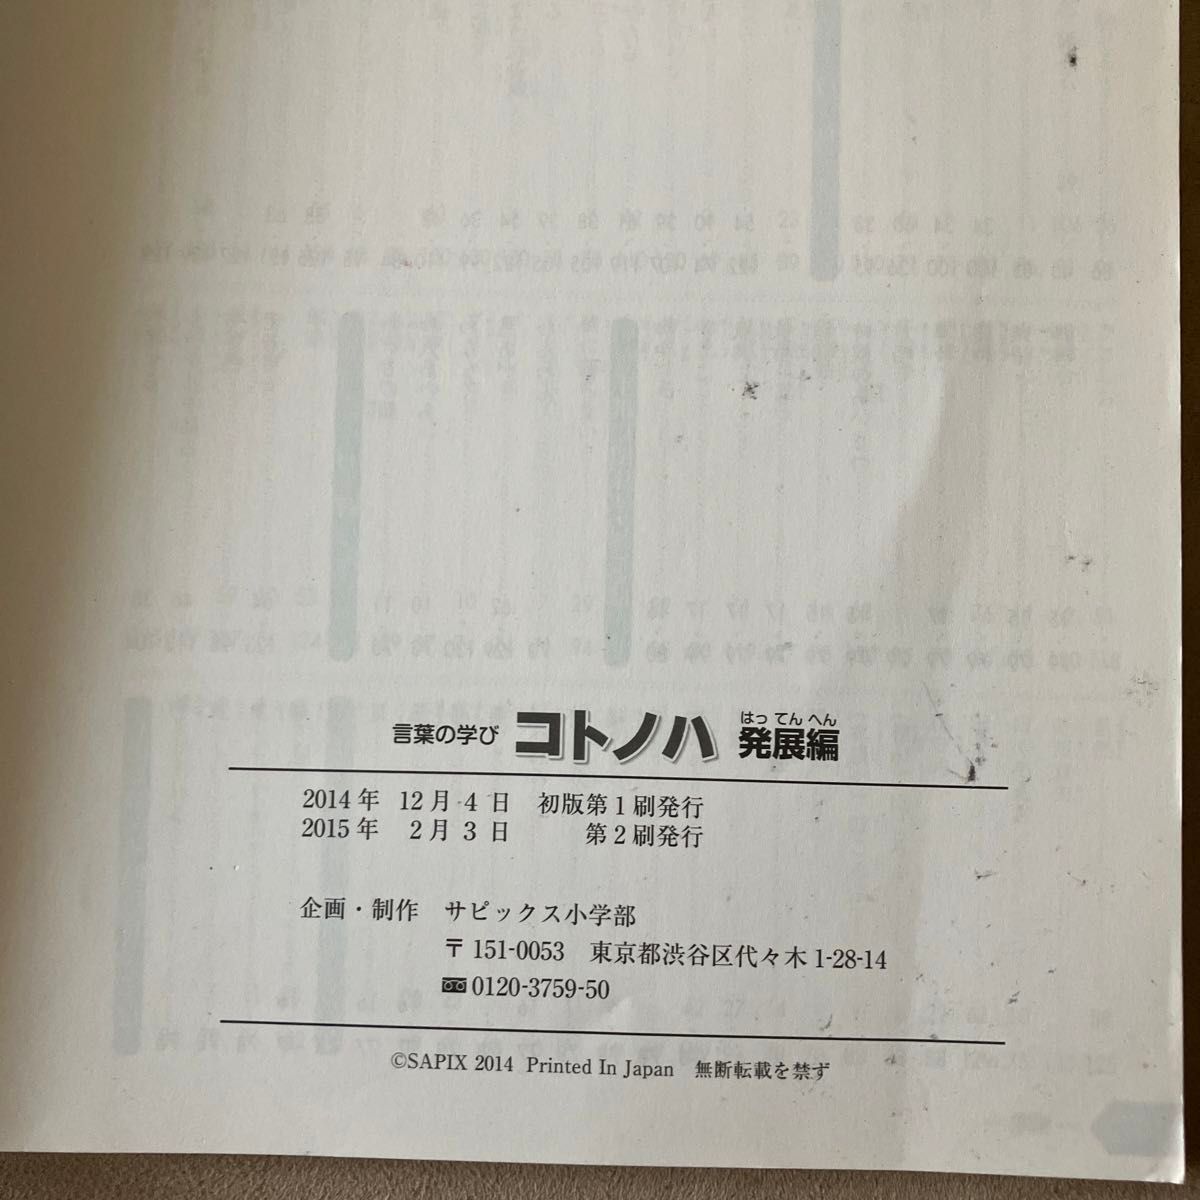 言葉の学び コトノハ 発展編
はってんへん
2014年 12月 4日 初版第1刷発行
2015年 2月 3日 第2刷発行
企画・制作 サピックス小学部
〒151-0053 東京都渋谷区代々木1-28-14
0120-3759-50
©SAPIX 2014 Printed In Japan 無断転載を禁ず